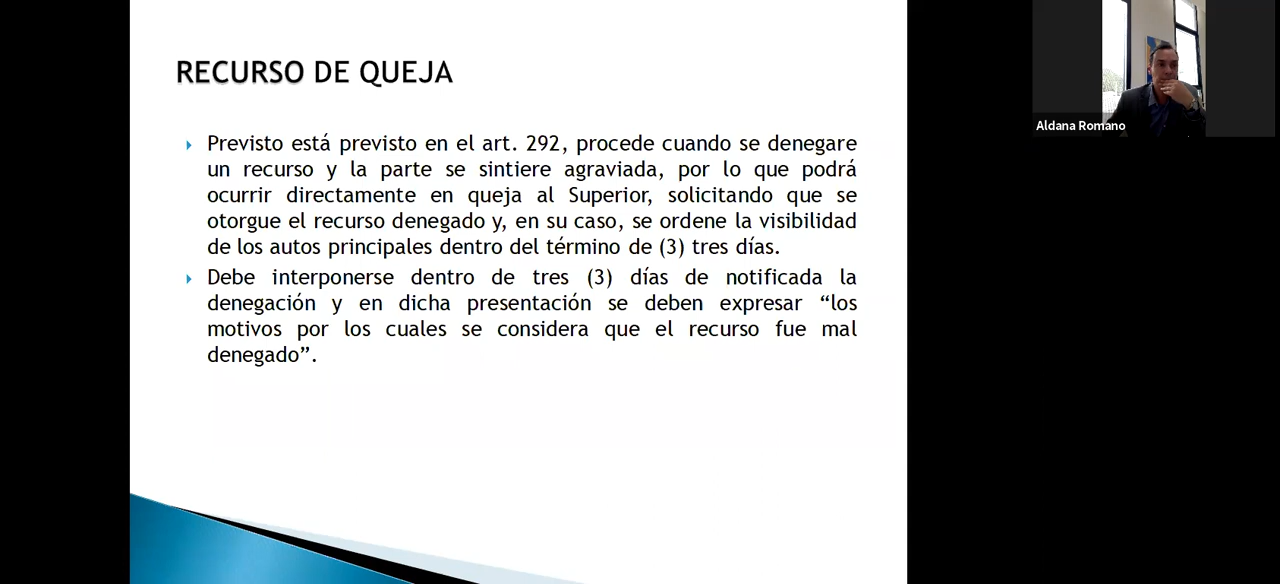 RECURSO DE QUEJA
Previsto está previsto en el art. 292, procede cuando se denegare
un recurso y la parte se sintiere agraviada, por lo que podrá
ocurrir directamente en queja al Superior, solicitando que se
otorgue el recurso denegado y, en su caso, se ordene la visibilidad
de los autos principales dentro del término de (3) tres días.
Debe interponerse dentro de tres (3) días de notificada la
denegación y en dicha presentación se deben expresar “los
motivos por los cuales se considera que el recurso fue mal
denegado”.
Aldana Romano